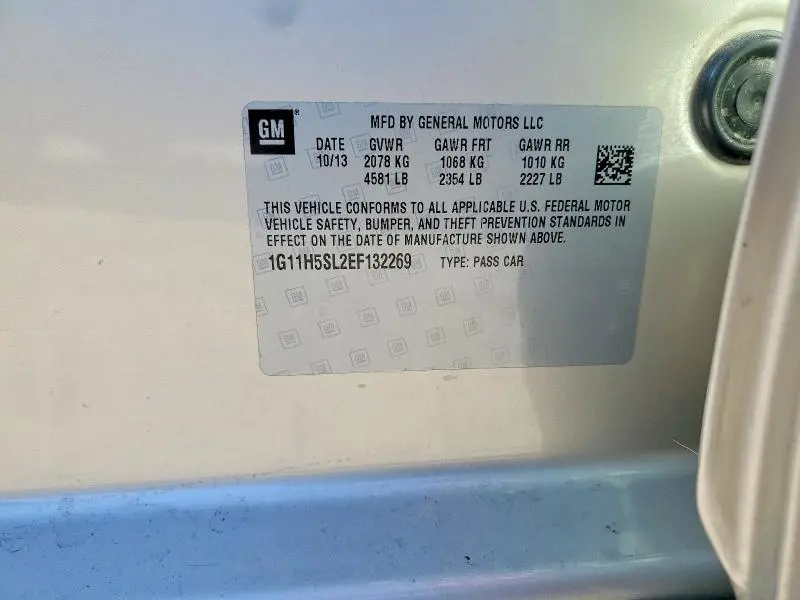 GM ® MFD BY GENERAL MOTORS LLC
DATE GVWR GAWR FRT GAWR RR
10/13 2078 KG 1068 KG 1010 KG
4581 LB 2354 LB 2227 LB
THIS VEHICLE CONFORMS TO ALL APPLICABLE U.S. FEDERAL MOTOR
VEHICLE SAFETY, BUMPER, AND THEFT PREVENTION STANDARDS IN
EFFECT ON THE DATE OF MANUFACTURE SHOWN ABOVE.
1G11H5SL2EF132269 TYPE: PASS CAR